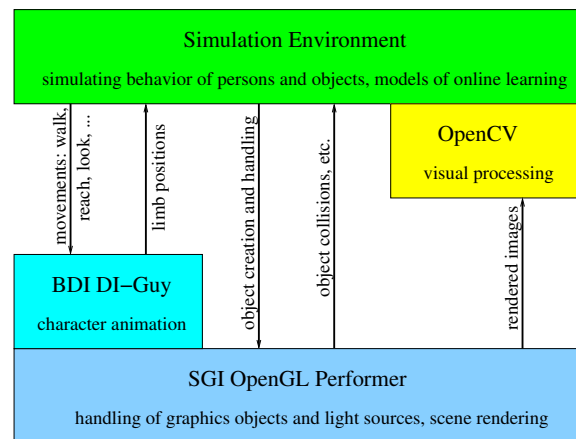 Simulation Environment
simulating behavior of persons and objects, models of online learning
movements: walk,
reach, look, ...
limb positions
object creation and handling
object collisions, etc.
OpenCV
visual processing
rendered images
BDI DI−Guy
character animation
SGI OpenGL Performer
handling of graphics objects and light sources, scene rendering